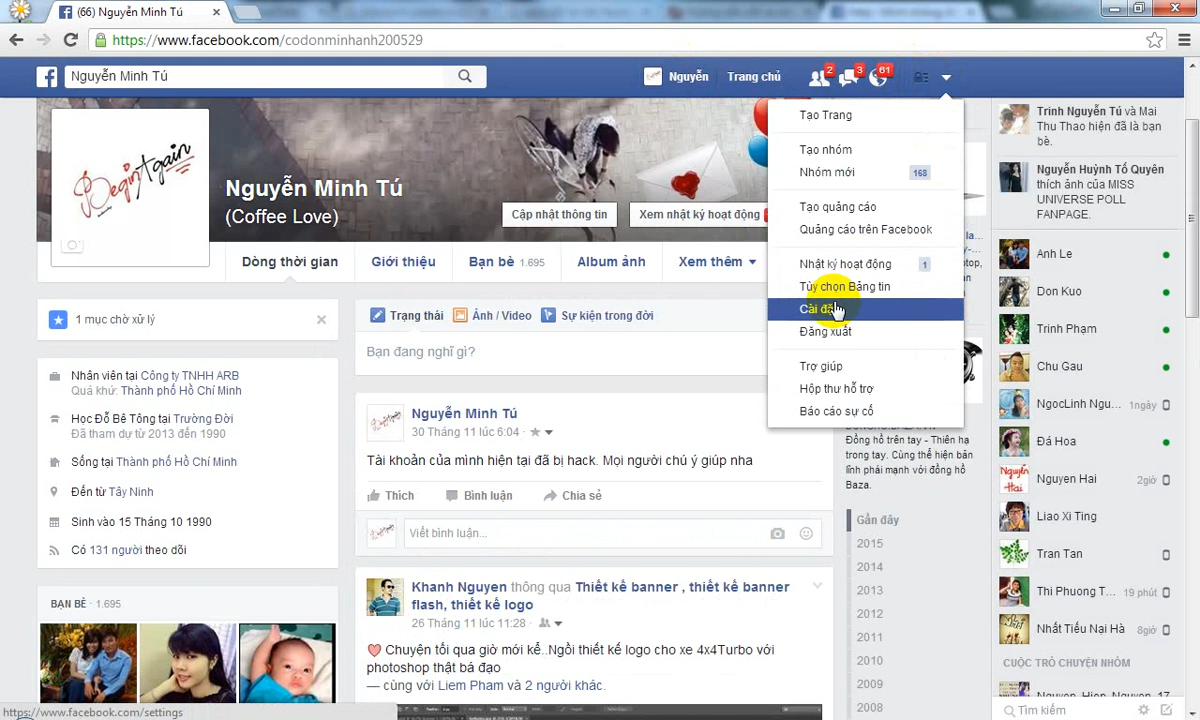 (66) Nguyễn Minh Tú
https://www.facebook.com/codonminhanh200529
Nguyễn Minh Tú
Nguyễn
Trang chủ
2
3
61
Begin Again
Nguyễn Minh Tú
(Coffee Love)
Cập nhật thông tin
Xem nhật ký hoạt động
Dòng thời gian
Giới thiệu
Bạn bè 1.695
Album ảnh
Xem thêm
Tạo Trang
Tạo nhóm
Nhóm mới 168
Tạo quảng cáo
Quảng cáo trên Facebook
Nhật ký hoạt động 1
Tùy chọn Bảng tin
Cài đặt
Đăng xuất
Trợ giúp
Hộp thư hỗ trợ
Báo cáo sự cố
1 mục chờ xử lý
Nhân viên tại Công ty TNHH ARB
Quá khứ: Thành phố Hồ Chí Minh
Học Đỗ Bê Tông tại Trường Đời
Đã tham dự từ 2013 đến 1990
Sống tại Thành phố Hồ Chí Minh
Đến từ Tây Ninh
Sinh vào 15 Tháng 10 1990
Có 131 người theo dõi
BẠN BÈ · 1.695
Trạng thái
Ảnh / Video
Sự kiện trong đời
Bạn đang nghĩ gì?
Nguyễn Minh Tú
30 Tháng 11 lúc 6:04 ·
Tài khoản của mình hiện tại đã bị hack. Mọi người chú ý giúp nha
Thích
Bình luận
Chia sẻ
Viết bình luận...
Khanh Nguyen thông qua Thiết kế banner , thiết kế banner
flash, thiết kế logo
26 Tháng 11 lúc 11:28 ·
Chuyện tối qua giờ mới kể..Ngồi thiết kế logo cho xe 4x4Turbo với
photoshop thật bá đạo
— cùng với Liem Pham và 2 người khác.
Đồng hồ trên tay - Thiên hạ
trong tay. Cùng thể hiện bản
lĩnh phái mạnh với đồng hồ
Baza.
Gần đây
2015
2014
2013
2012
2011
2010
2009
2008
Trinh Nguyễn Tú và Mai
Thu Thao hiện đã là bạn
bè.
Nguyễn Huỳnh Tố Quyên
thích ảnh của MISS
UNIVERSE POLL
FANPAGE.
Anh Le
Don Kuo
Trinh Phạm
Chu Gau
NgocLinh Ngu... 1ngày
Đá Hoa
Nguyen Hai 2giờ
Liao Xi Ting
Tran Tan
Thi Phuong T... 19 phút
Nhất Tiếu Nại Hà 8giờ
CUỘC TRÒ CHUYỆN NHÓM
Tìm kiếm
https://www.facebook.com/settings